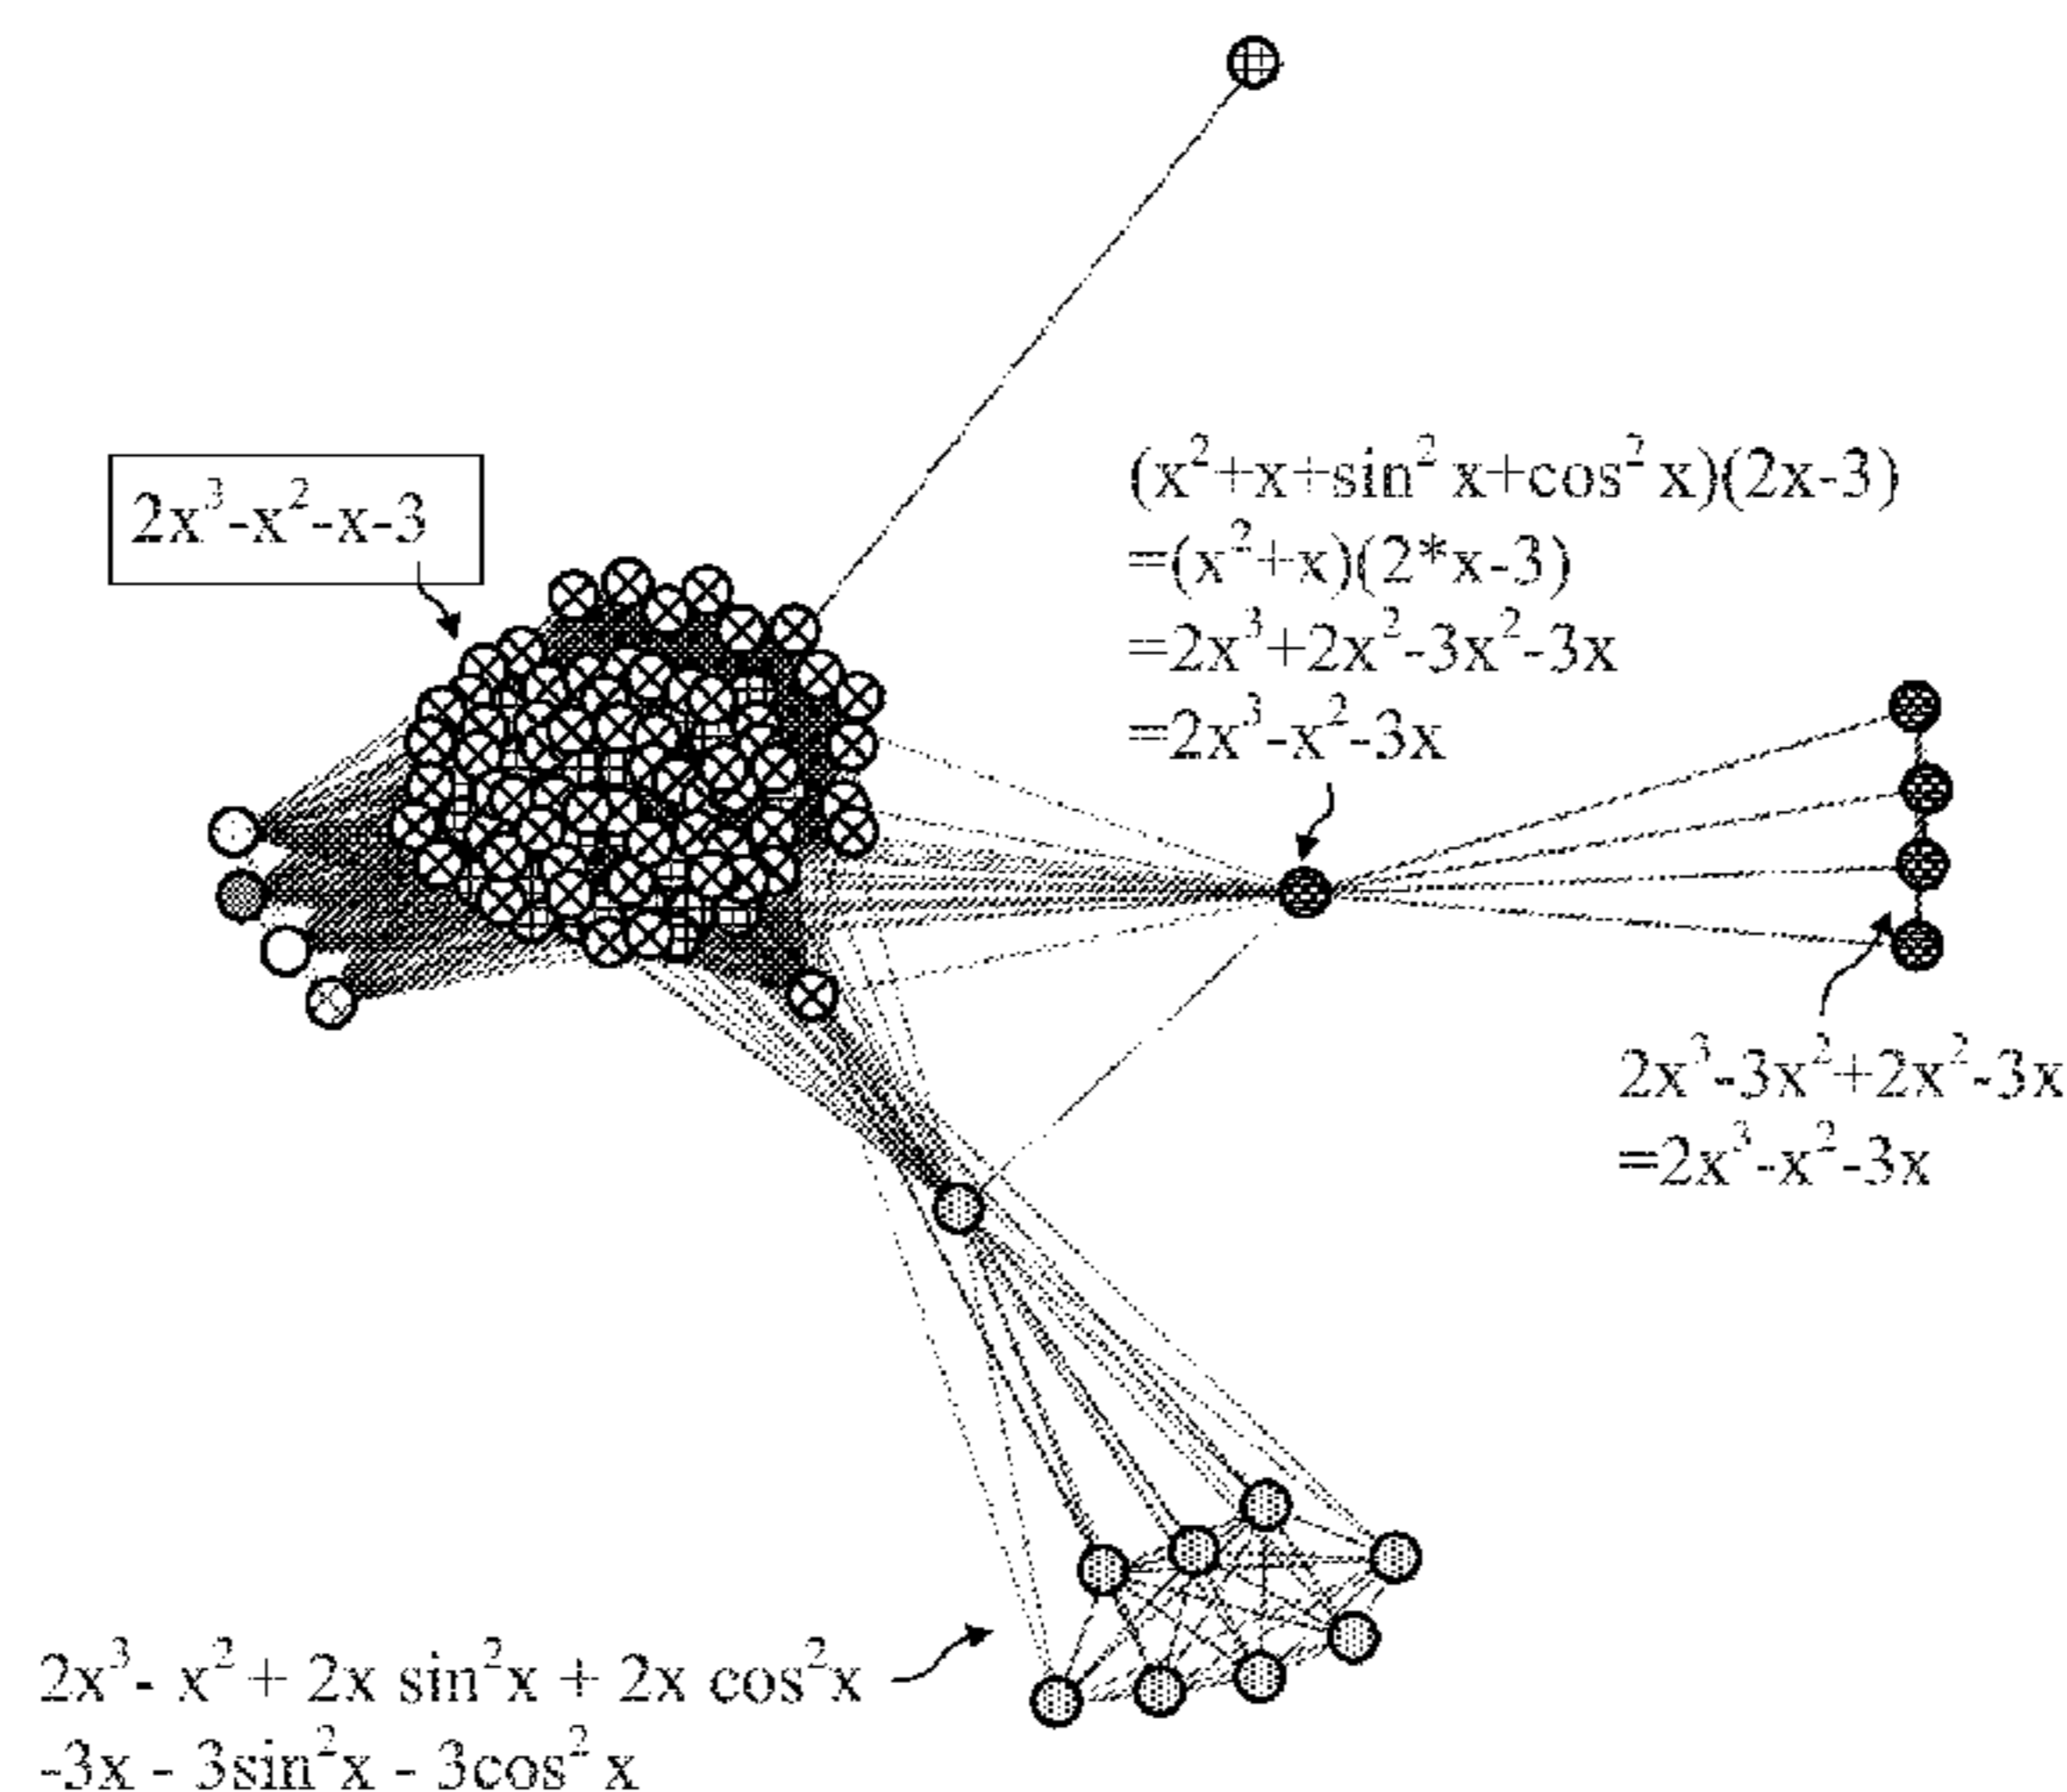 2x³-x²-x-3
(x²+x+sin² x+cos² x)(2x-3)
=(x²+x)(2*x-3)
=2x³+2x²-3x²-3x
=2x³-x²-3x
2x³-3x²+2x²-3x
=2x³-x²-3x
2x³- x² + 2x sin²x + 2x cos²x
-3x - 3sin²x - 3cos² x